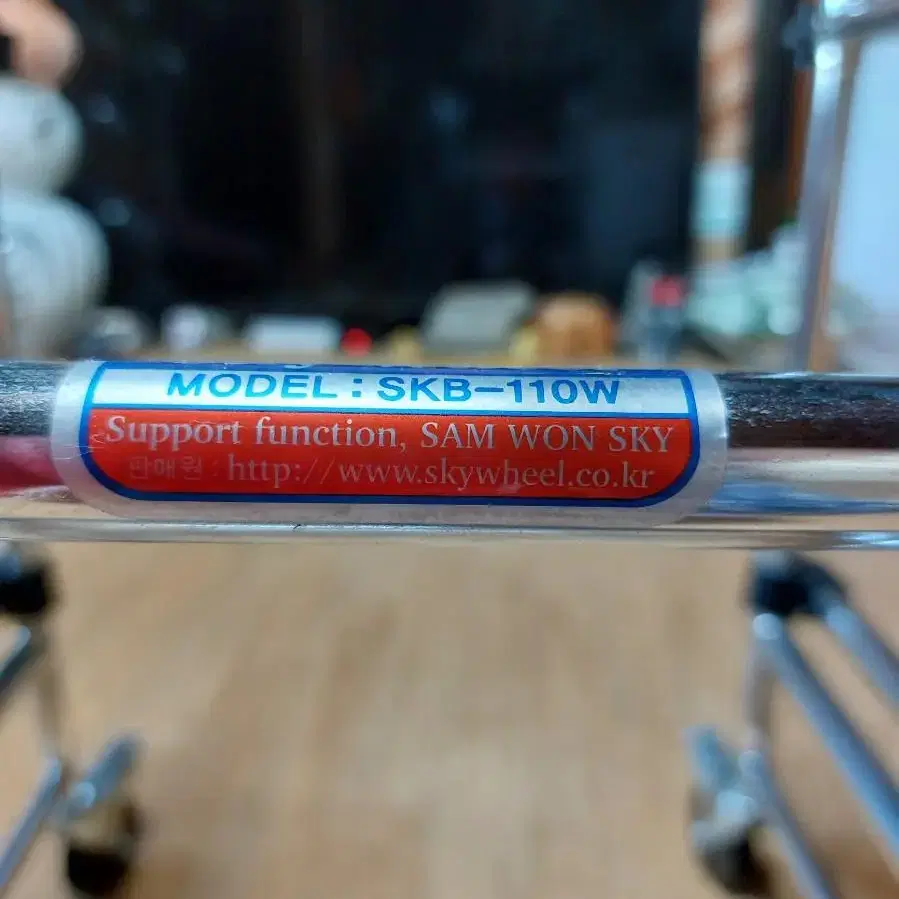 MODEL : SKB-110W
Support function, SAM WON SKY
판매원 : http://www.skywheel.co.kr